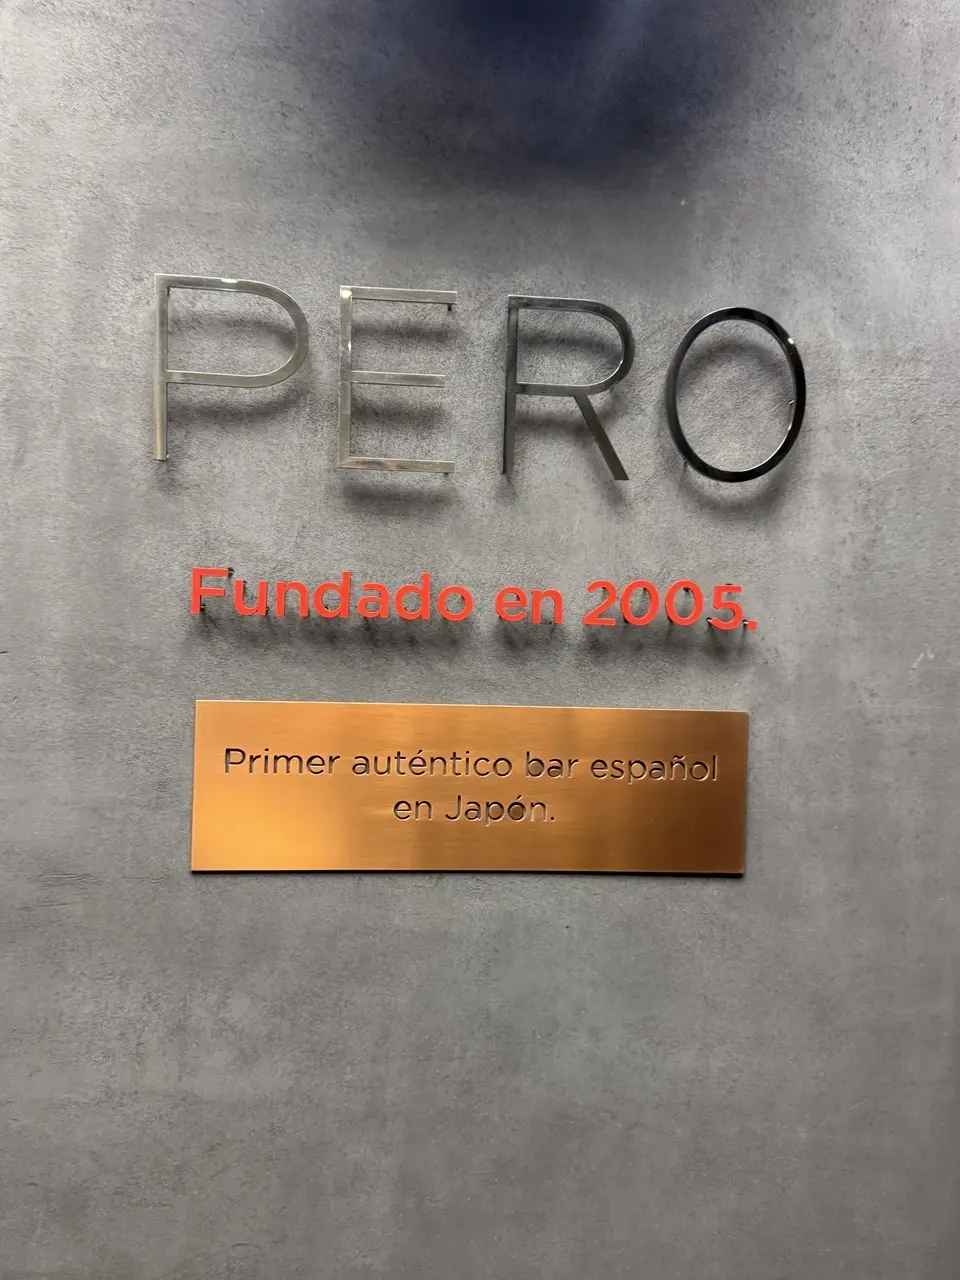 PERO
Fundado en 2005.
Primer auténtico bar español
en Japón.